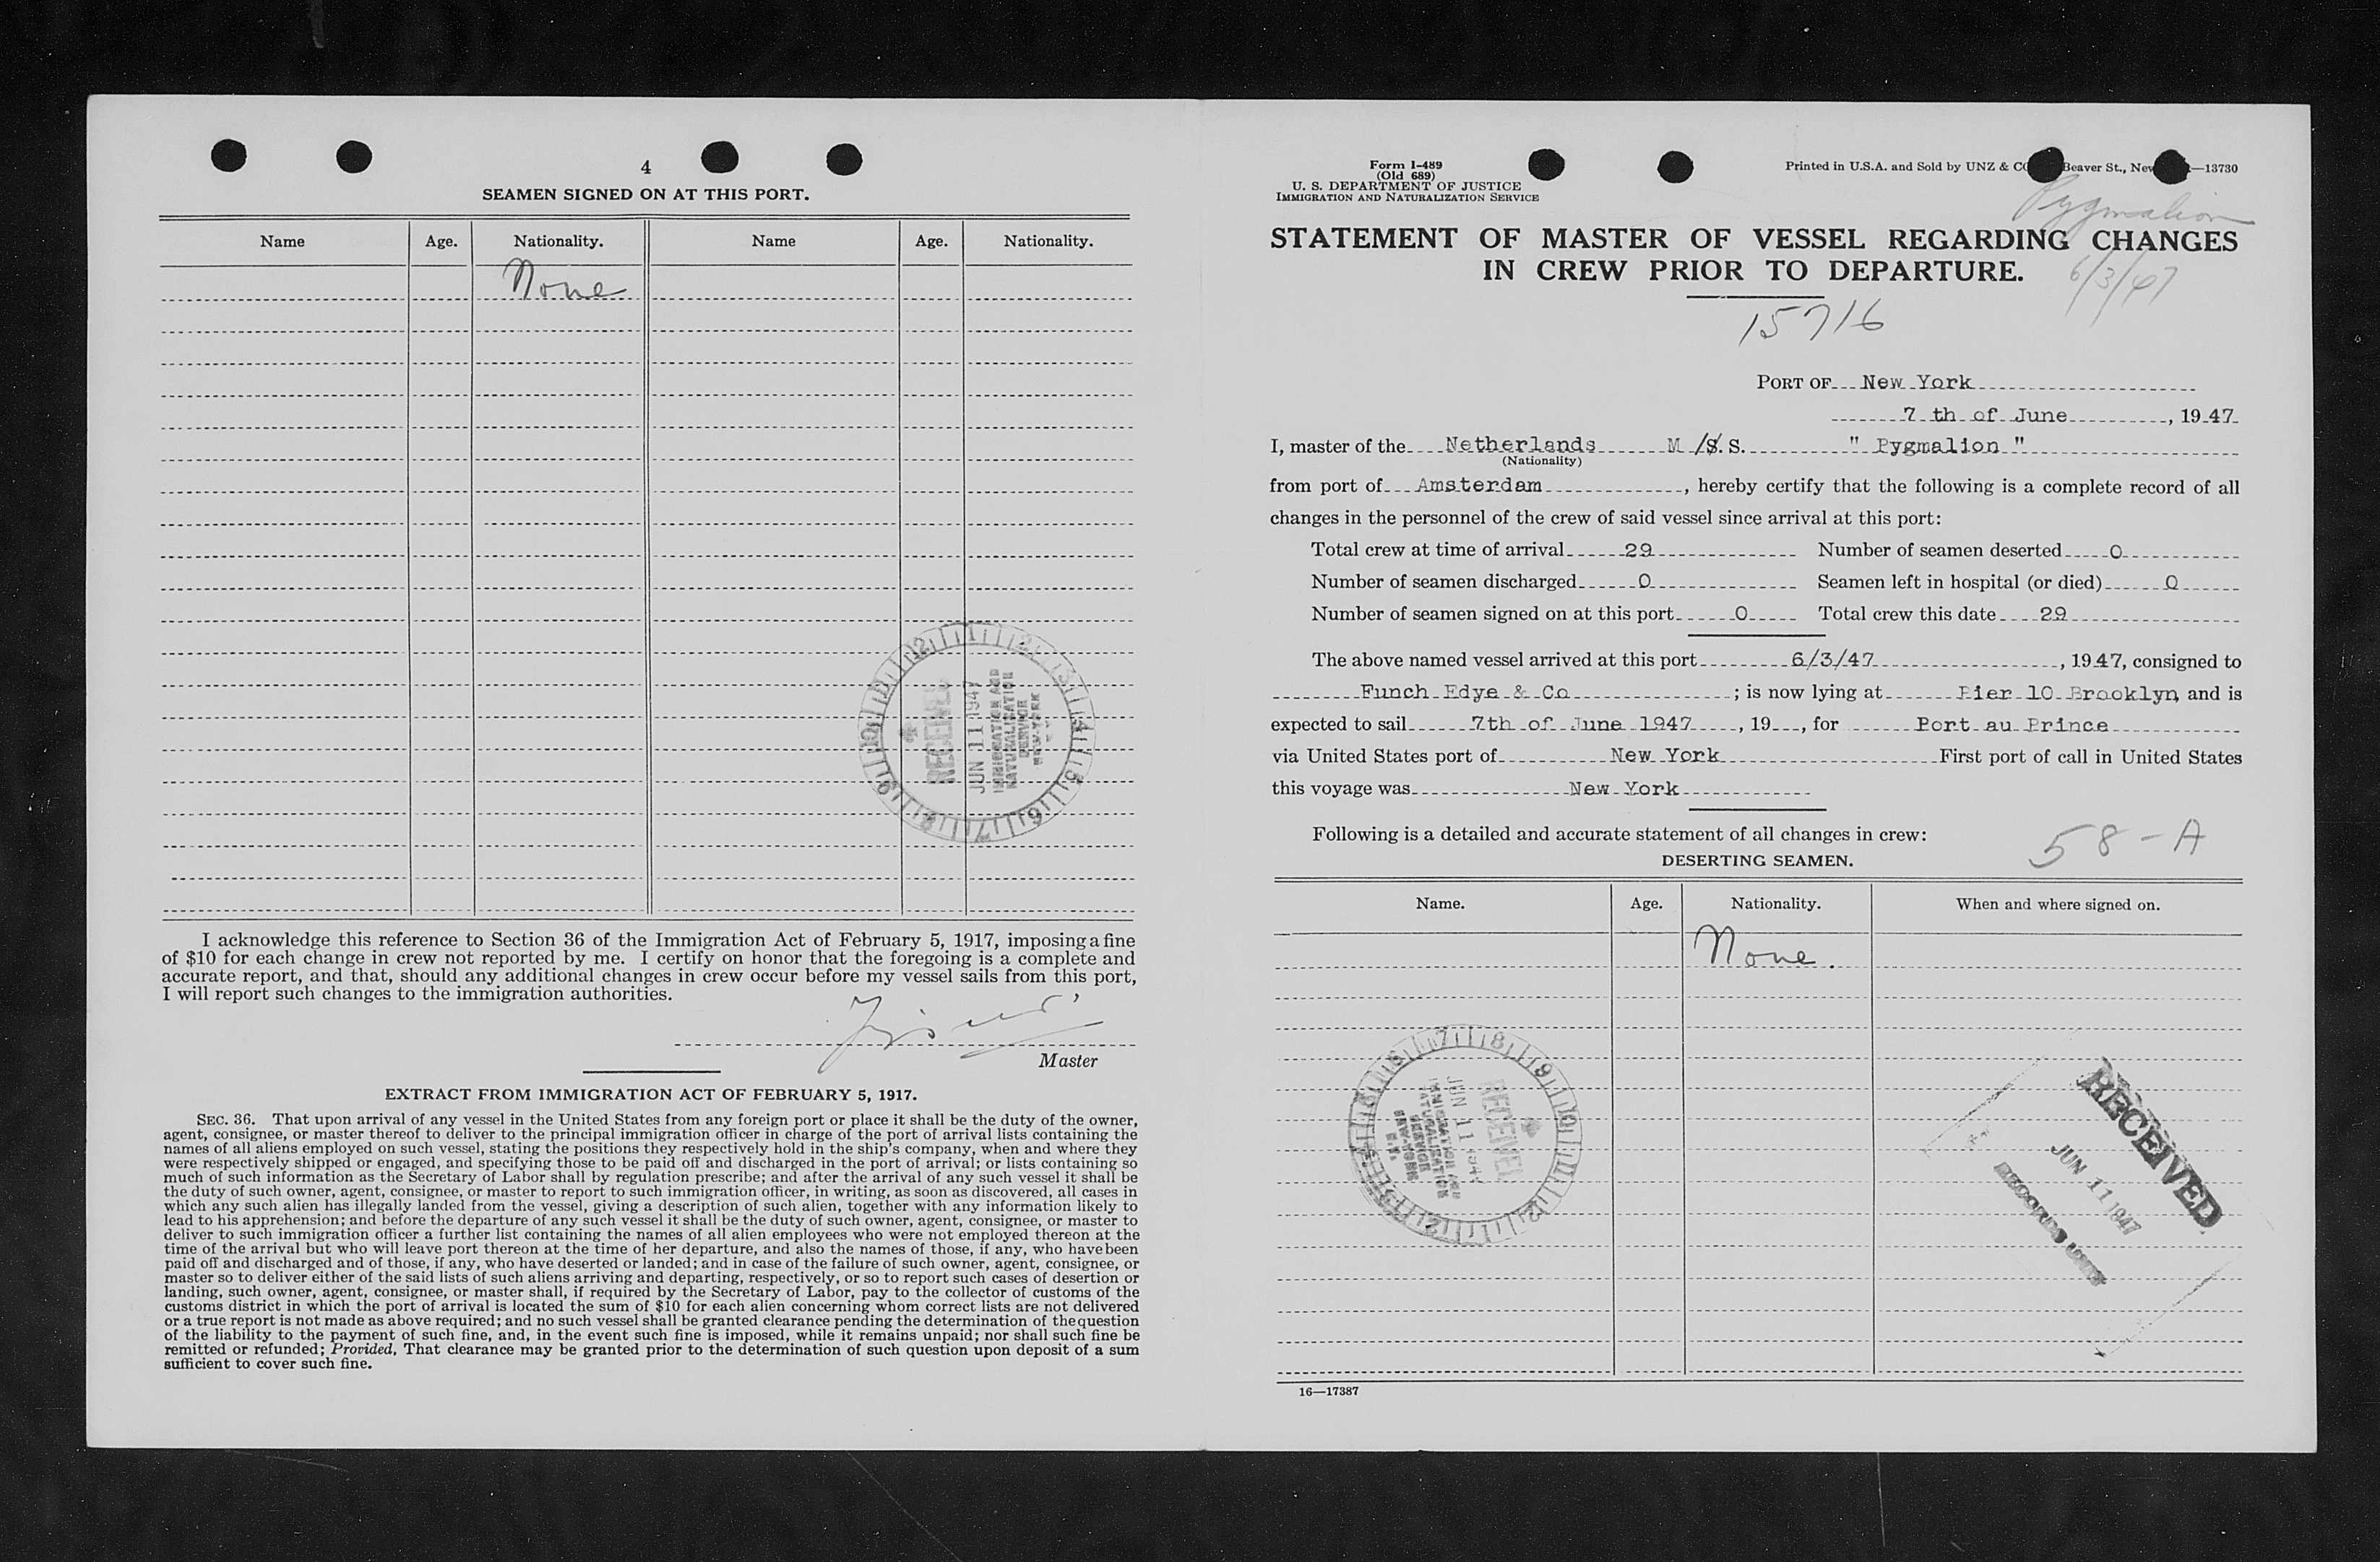 4
SEAMEN SIGNED ON AT THIS PORT.
Name Age. Nationality. Name Age. Nationality.
None
RECEIVED
JUN 11 1947
IMMIGRATION AND
NATURALIZATION
SERVICE
NEW YORK
I acknowledge this reference to Section 36 of the Immigration Act of February 5, 1917, imposing a fine
of $10 for each change in crew not reported by me. I certify on honor that the foregoing is a complete and
accurate report, and that, should any additional changes in crew occur before my vessel sails from this port,
I will report such changes to the immigration authorities.
Master
EXTRACT FROM IMMIGRATION ACT OF FEBRUARY 5, 1917.
SEC. 36. That upon arrival of any vessel in the United States from any foreign port or place it shall be the duty of the owner,
agent, consignee, or master thereof to deliver to the principal immigration officer in charge of the port of arrival lists containing the
names of all aliens employed on such vessel, stating the positions they respectively hold in the ship's company, when and where they
were respectively shipped or engaged, and specifying those to be paid off and discharged in the port of arrival; or lists containing so
much of such information as the Secretary of Labor shall by regulation prescribe; and after the arrival of any such vessel it shall be
the duty of such owner, agent, consignee, or master to report to such immigration officer, in writing, as soon as discovered, all cases in
which any such alien has illegally landed from the vessel, giving a description of such alien, together with any information likely to
lead to his apprehension; and before the departure of any such vessel it shall be the duty of such owner, agent, consignee, or master to
deliver to such immigration officer a further list containing the names of all alien employees who were not employed thereon at the
time of the arrival but who will leave port thereon at the time of her departure, and also the names of those, if any, who have been
paid off and discharged and of those, if any, who have deserted or landed; and in case of the failure of such owner, agent, consignee, or
master so to deliver either of the said lists of such aliens arriving and departing, respectively, or so to report such cases of desertion or
landing, such owner, agent, consignee, or master shall, if required by the Secretary of Labor, pay to the collector of customs of the
customs district in which the port of arrival is located the sum of $10 for each alien concerning whom correct lists are not delivered
or a true report is not made as above required; and no such vessel shall be granted clearance pending the determination of the question
of the liability to the payment of such fine, and, in the event such fine is imposed, while it remains unpaid; nor shall such fine be
remitted or refunded; Provided, That clearance may be granted prior to the determination of such question upon deposit of a sum
sufficient to cover such fine.
Form I-489
(Old 689)
U. S. DEPARTMENT OF JUSTICE
IMMIGRATION AND NATURALIZATION SERVICE
Printed in U.S.A. and Sold by UNZ & CO Beaver St., New —13730
Pygmalion
STATEMENT OF MASTER OF VESSEL REGARDING CHANGES
IN CREW PRIOR TO DEPARTURE.
6/3/47
15716
PORT OF New York
7 th of June, 1947
I, master of the Netherlands M /S. S. " Pygmalion "
(Nationality)
from port of Amsterdam, hereby certify that the following is a complete record of all
changes in the personnel of the crew of said vessel since arrival at this port:
Total crew at time of arrival 29 Number of seamen deserted 0
Number of seamen discharged 0 Seamen left in hospital (or died) 0
Number of seamen signed on at this port 0 Total crew this date 29
The above named vessel arrived at this port 6/3/47, 1947, consigned to
Funch Edye & Co; is now lying at Pier 10 Brooklyn, and is
expected to sail 7th of June 1947, 19, for Port au Prince
via United States port of New York First port of call in United States
this voyage was New York
Following is a detailed and accurate statement of all changes in crew:
58-A
DESERTING SEAMEN.
Name. Age. Nationality. When and where signed on.
None.
RECEIVED
JUN 11 1947
IMMIGRATION AND
NATURALIZATION
SERVICE
NEW YORK
N.Y.
RECEIVED
JUN 11 1947
RECORDS UNIT
16—17387